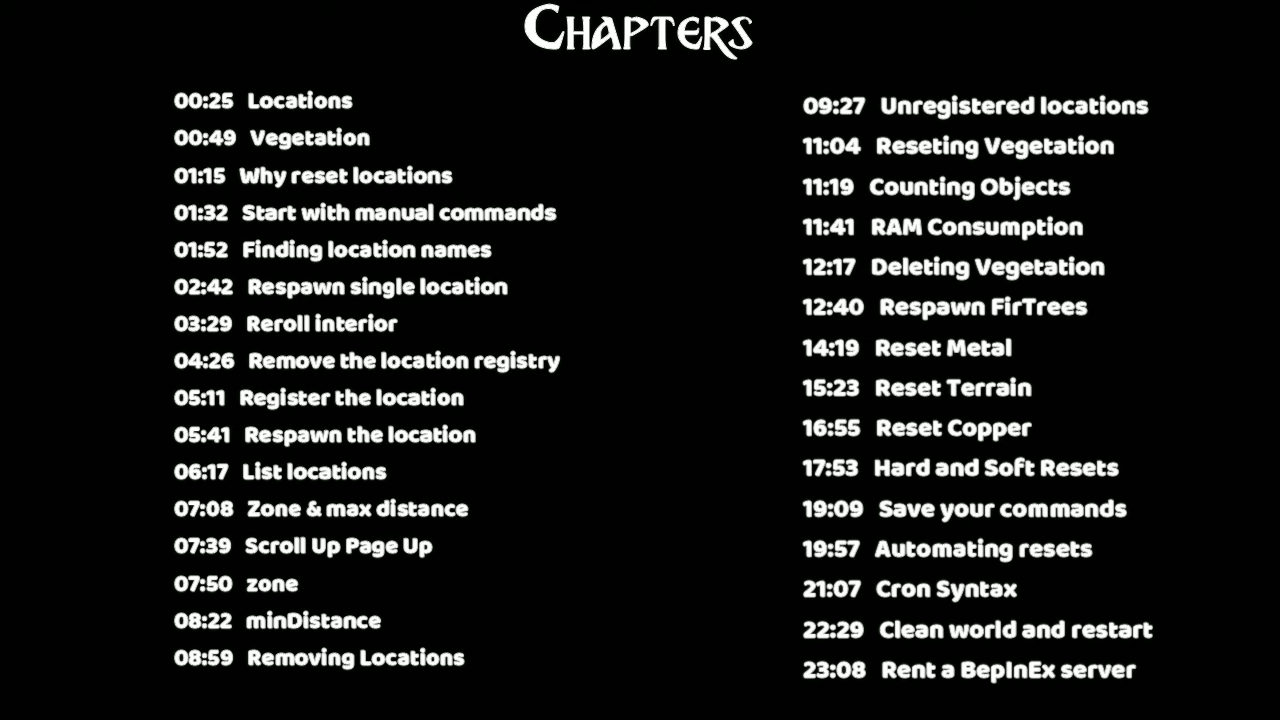 Chapters
00:25 Locations
00:49 Vegetation
01:15 Why reset locations
01:32 Start with manual commands
01:52 Finding location names
02:42 Respawn single location
03:29 Reroll interior
04:26 Remove the location registry
05:11 Register the location
05:41 Respawn the location
06:17 List locations
07:08 Zone & max distance
07:39 Scroll Up Page Up
07:50 zone
08:22 minDistance
08:59 Removing Locations
09:27 Unregistered locations
11:04 Reseting Vegetation
11:19 Counting Objects
11:41 RAM Consumption
12:17 Deleting Vegetation
12:40 Respawn FirTrees
14:19 Reset Metal
15:23 Reset Terrain
16:55 Reset Copper
17:53 Hard and Soft Resets
19:09 Save your commands
19:57 Automating resets
21:07 Cron Syntax
22:29 Clean world and restart
23:08 Rent a BepInEx server